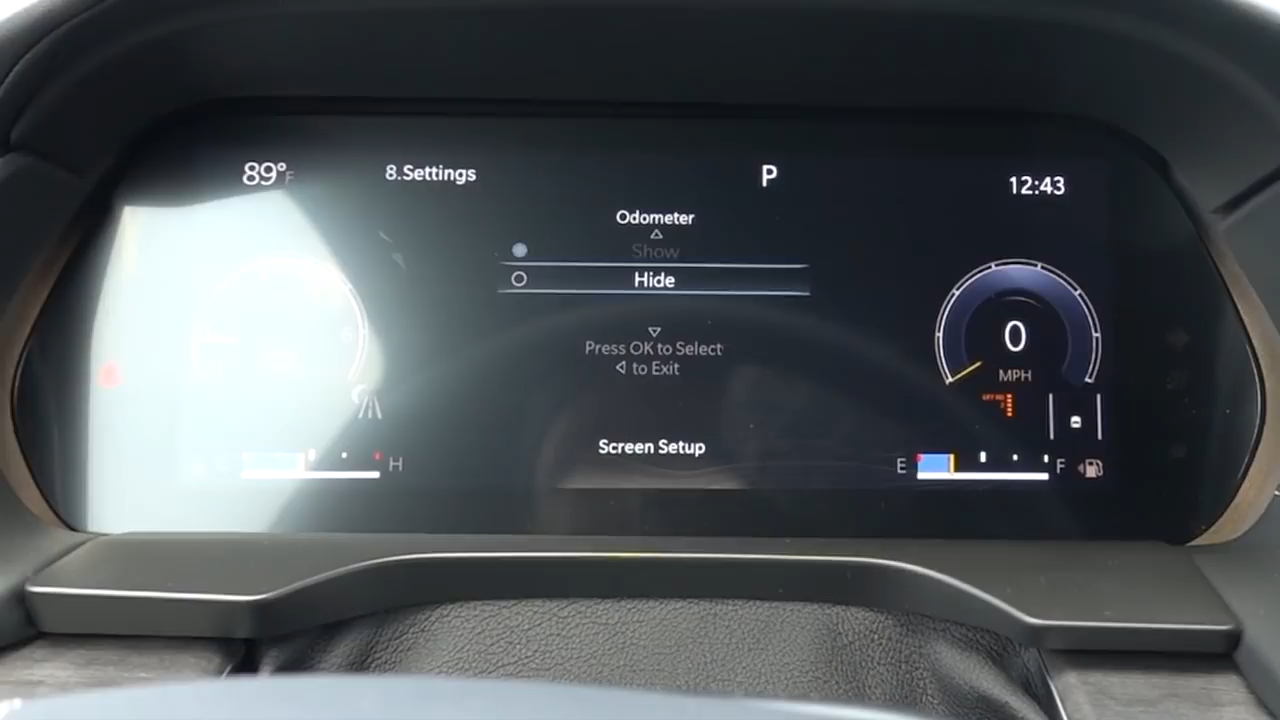 89°F
8.Settings
P
12:43
Odometer
Show
Hide
Press OK to Select
to Exit
Screen Setup
0
MPH
H
E
F